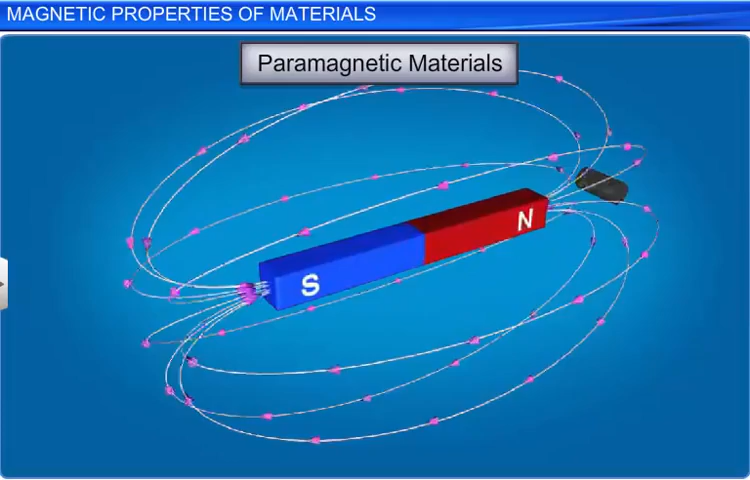 MAGNETIC PROPERTIES OF MATERIALS
Paramagnetic Materials
N
S